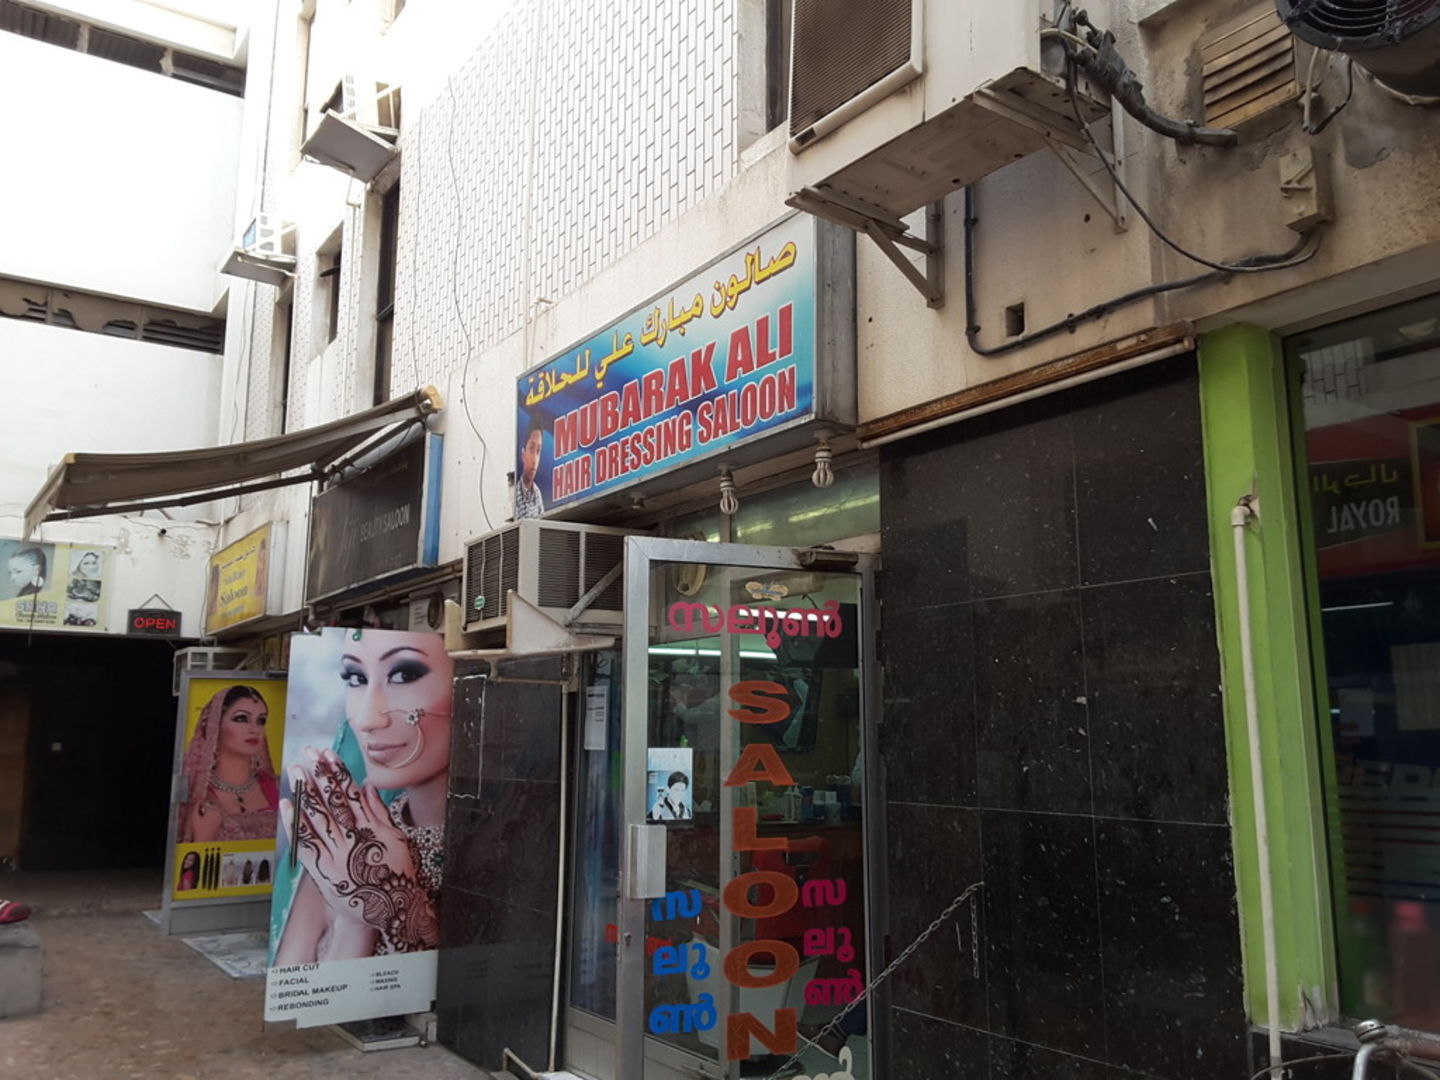 صالون مبارك علي للحلاقة
MUBARAK ALI
HAIR DRESSING SALOON
BEAUTY SALOON
Saloon
OPEN
സലൂൺ
SALOON
സലൂൺ
സലൂൺ
HAIR CUT
FACIAL
BRIDAL MAKEUP
REBONDING
BLEACH
WAXING
HAIR SPA
ROYAL